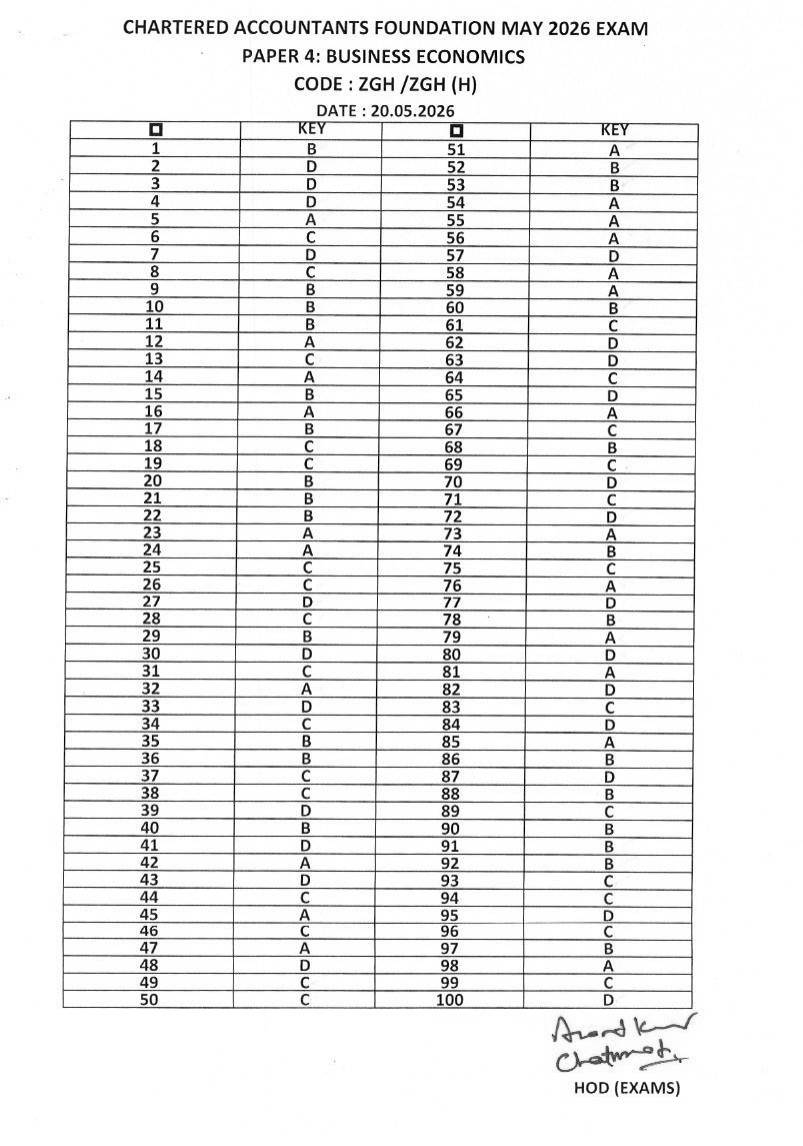 CHARTERED ACCOUNTANTS FOUNDATION MAY 2026 EXAM
PAPER 4: BUSINESS ECONOMICS
CODE : ZGH /ZGH (H)
DATE : 20.05.2026
KEY KEY
1 B 51 A
2 D 52 B
3 D 53 B
4 D 54 A
5 A 55 A
6 C 56 A
7 D 57 D
8 C 58 A
9 B 59 A
10 B 60 B
11 B 61 C
12 A 62 D
13 C 63 D
14 A 64 C
15 B 65 D
16 A 66 A
17 B 67 C
18 C 68 B
19 C 69 C
20 B 70 D
21 B 71 C
22 B 72 D
23 A 73 A
24 A 74 B
25 C 75 C
26 C 76 A
27 D 77 D
28 C 78 B
29 B 79 A
30 D 80 D
31 C 81 A
32 A 82 D
33 D 83 C
34 C 84 D
35 B 85 A
36 B 86 B
37 C 87 D
38 C 88 B
39 D 89 C
40 B 90 B
41 D 91 B
42 A 92 B
43 D 93 C
44 C 94 C
45 A 95 D
46 C 96 C
47 A 97 B
48 D 98 A
49 C 99 C
50 C 100 D
HOD (EXAMS)